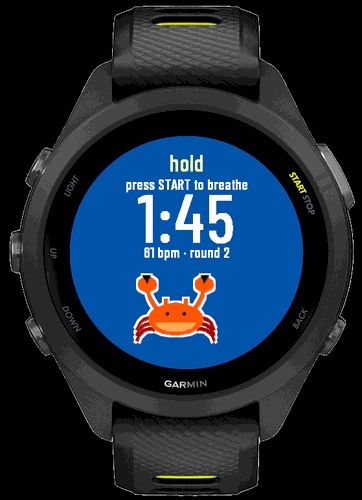 hold
press START to breathe
1:45
61 bpm · round 2
LIGHT
START STOP
UP
DOWN
BACK
GARMIN